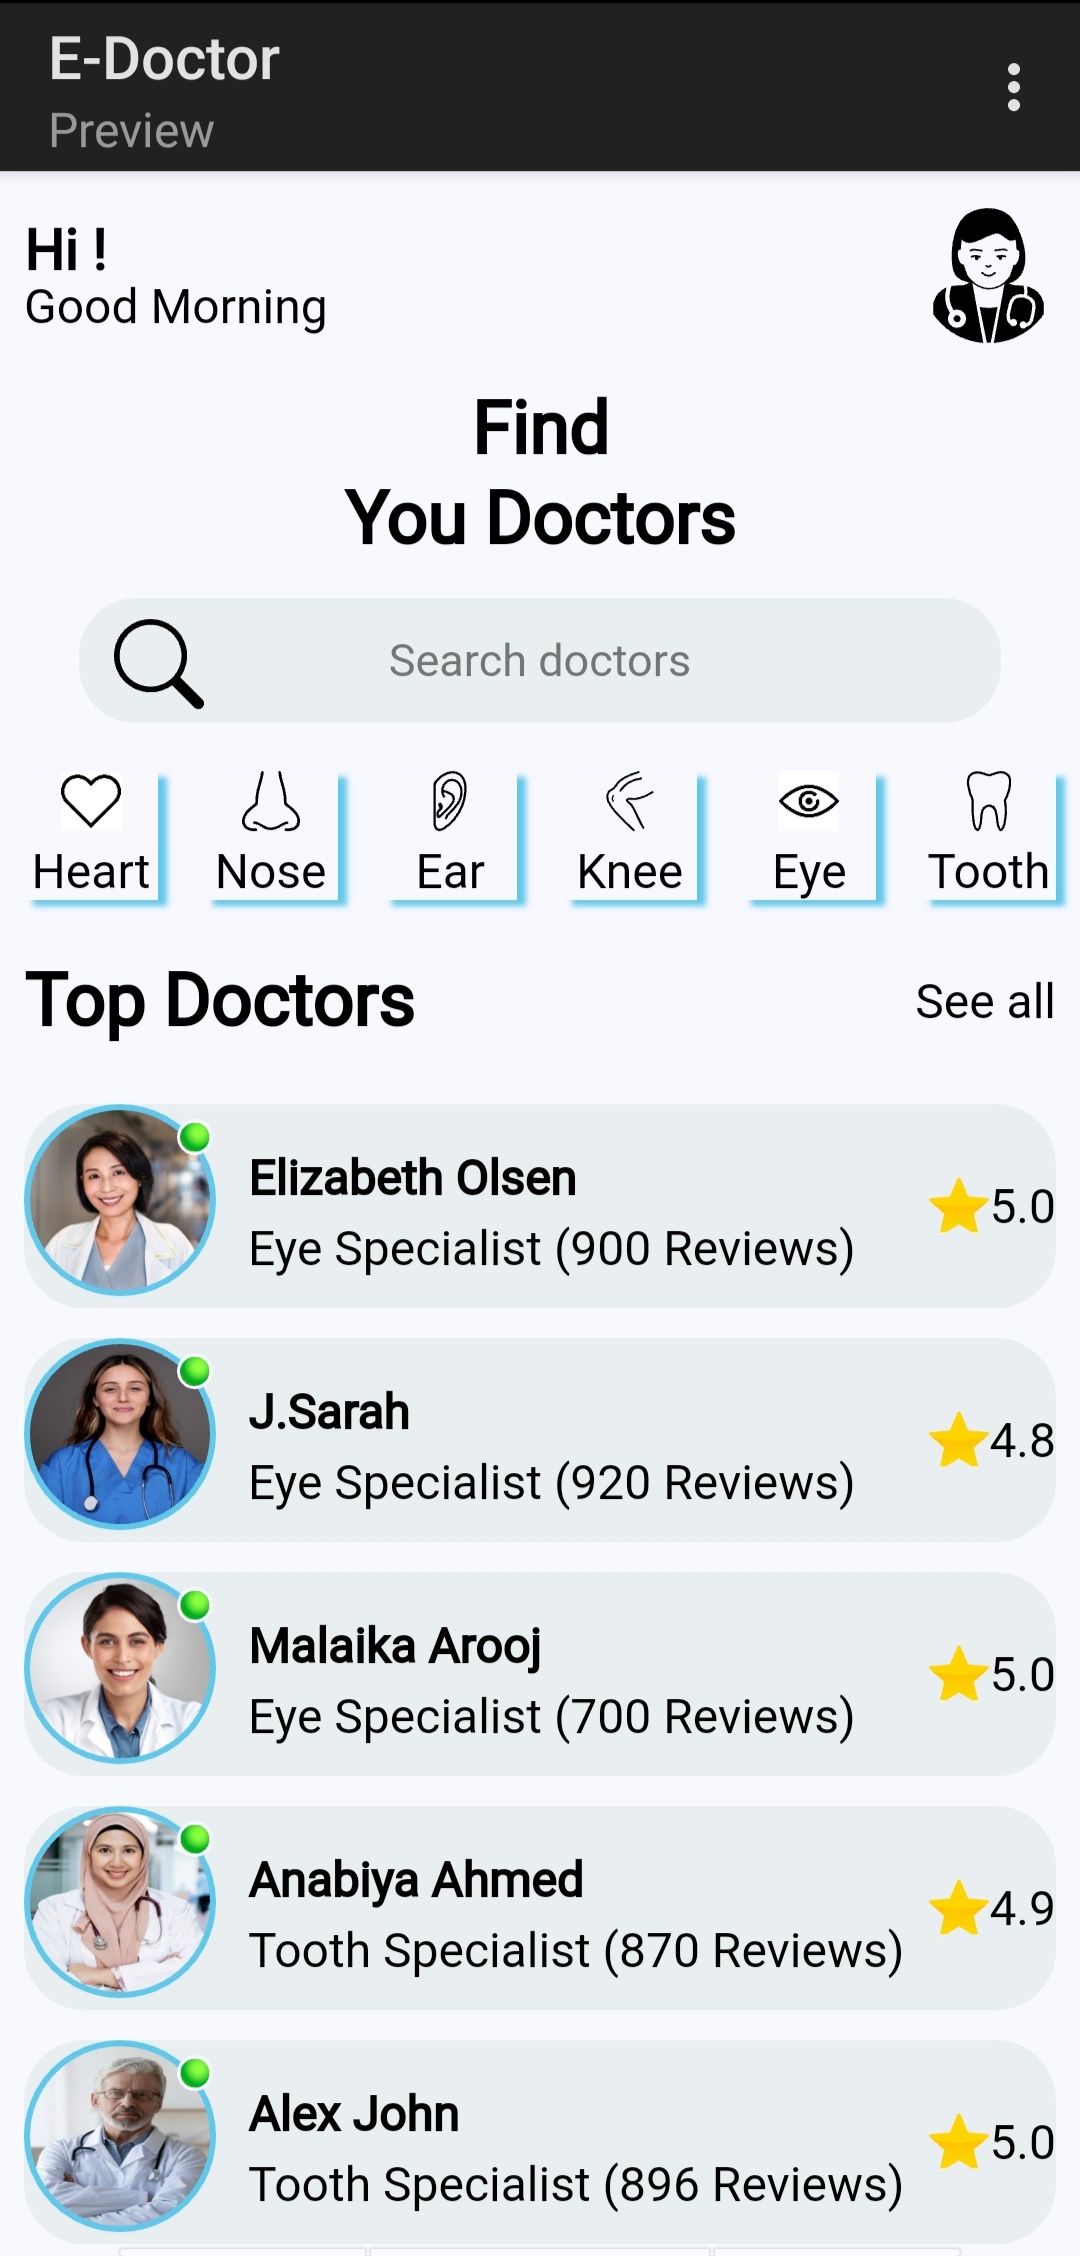 E-Doctor
Preview
Hi !
Good Morning
Find
You Doctors
Search doctors
Heart Nose Ear Knee Eye Tooth
Top Doctors See all
Elizabeth Olsen
Eye Specialist (900 Reviews) 5.0
J.Sarah
Eye Specialist (920 Reviews) 4.8
Malaika Arooj
Eye Specialist (700 Reviews) 5.0
Anabiya Ahmed
Tooth Specialist (870 Reviews) 4.9
Alex John
Tooth Specialist (896 Reviews) 5.0